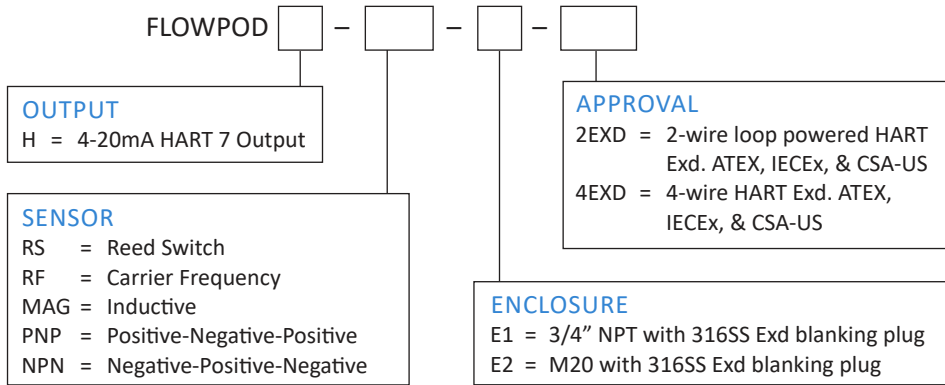 FLOWPOD – – –
OUTPUT
H = 4-20mA HART 7 Output
SENSOR
RS = Reed Switch
RF = Carrier Frequency
MAG = Inductive
PNP = Positive-Negative-Positive
NPN = Negative-Positive-Negative
APPROVAL
2EXD = 2-wire loop powered HART
Exd. ATEX, IECEx, & CSA-US
4EXD = 4-wire HART Exd. ATEX,
IECEx, & CSA-US
ENCLOSURE
E1 = 3/4” NPT with 316SS Exd blanking plug
E2 = M20 with 316SS Exd blanking plug